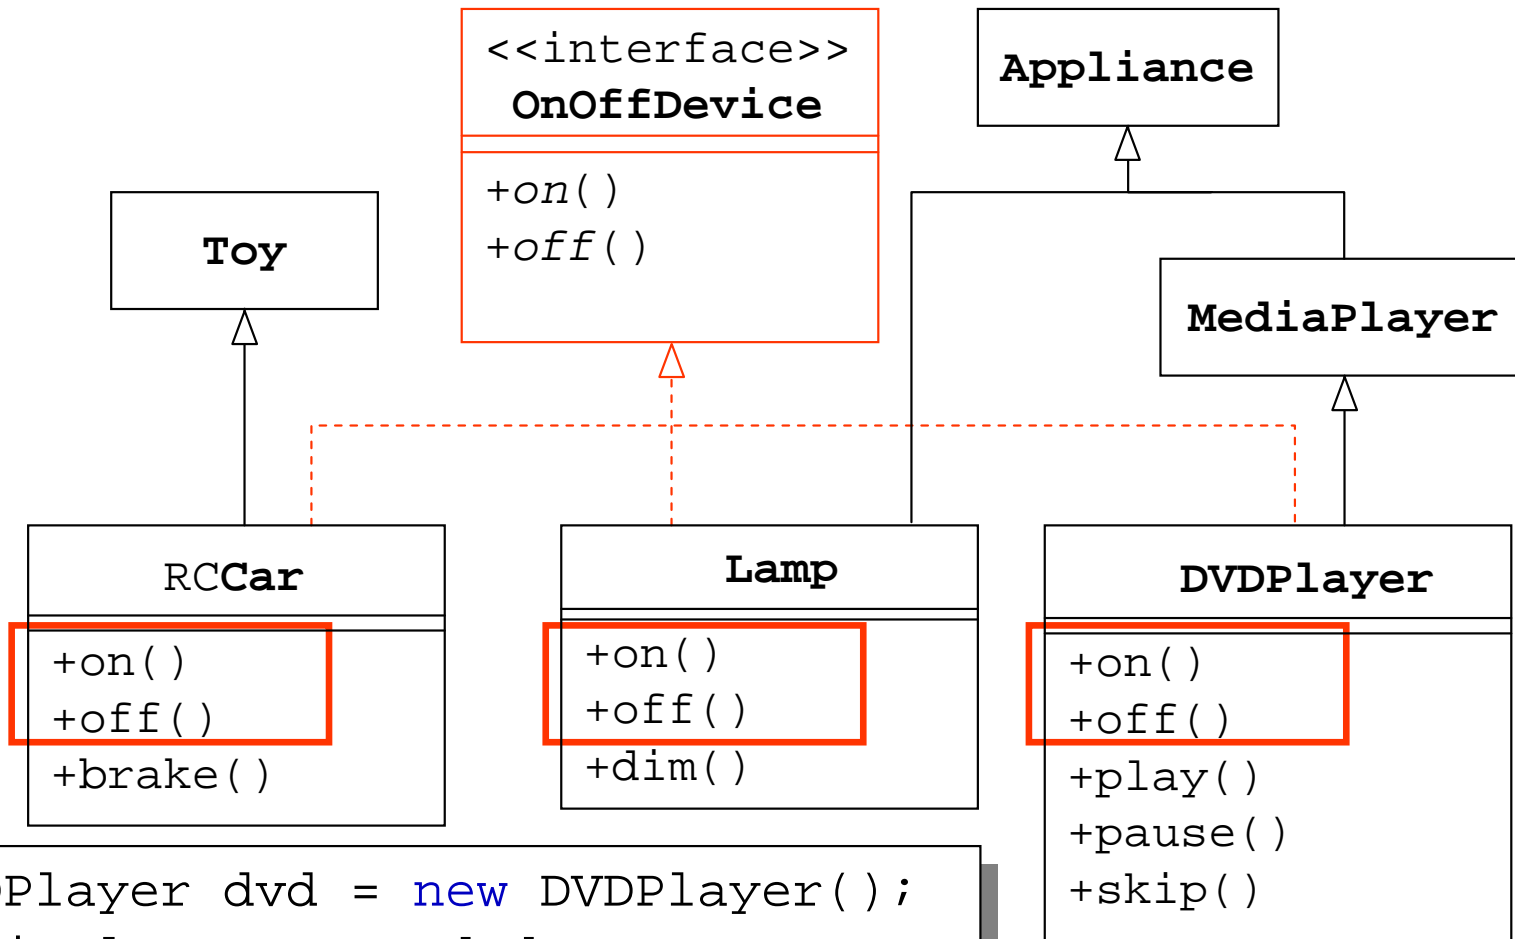 <<interface>>
OnOffDevice
+on()
+off()
Appliance
Toy
MediaPlayer
RCCar
+on()
+off()
+brake()
Lamp
+on()
+off()
+dim()
DVDPlayer
+on()
+off()
+play()
+pause()
+skip()
dvd = new DVDPlayer();